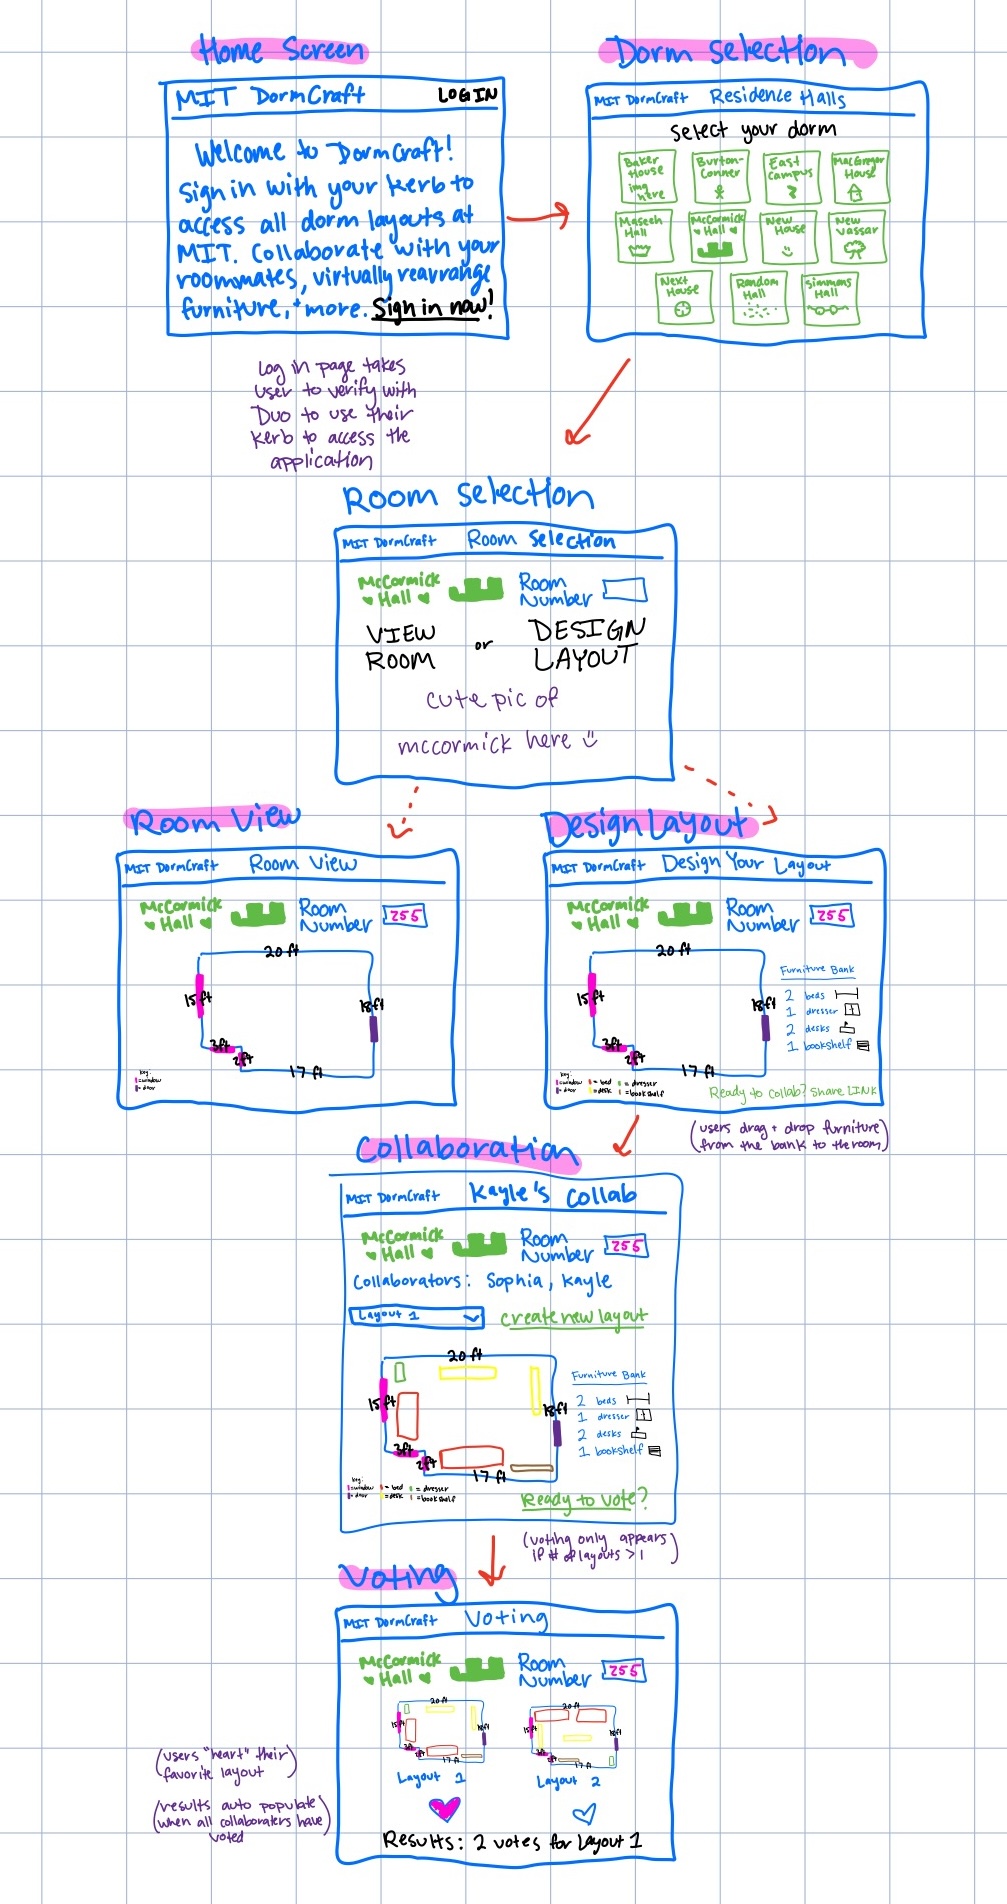 Home Screen
MIT DormCraft LOGIN
Welcome to DormCraft!
Sign in with your kerb to
access all dorm layouts at
MIT. Collaborate with your
roommates, virtually rearrange
furniture, + more. Sign in now!
Log in page takes
user to verify with
Duo to use their
kerb to access the
application
Dorm Selection
MIT DormCraft Residence Halls
Select your dorm
Baker House
img here
Burton-Conner
East Campus
MacGregor House
Maseeh Hall
McCormick Hall
New House
New Vassar
Next House
Random Hall
Simmons Hall
Room Selection
MIT DormCraft Room Selection
McCormick Hall
Room Number
VIEW ROOM or DESIGN LAYOUT
cute pic of
mccormick here
Room View
MIT DormCraft Room View
McCormick Hall
Room Number 255
20 ft
15 ft
18 ft
3 ft
2 ft
17 ft
key:
=window
=door
Design Layout
MIT DormCraft Design Your Layout
McCormick Hall
Room Number 255
20 ft
15 ft
18 ft
3 ft
2 ft
17 ft
Furniture Bank
2 beds
1 dresser
2 desks
1 bookshelf
key:
=window = bed = dresser
=door =desk =bookshelf
Ready to collab? Share LINK
(users drag + drop furniture
from the bank to the room)
Collaboration
MIT DormCraft Kayle's Collab
McCormick Hall
Room Number 255
Collaborators: Sophia, Kayle
Layout 1
create new layout
20 ft
15 ft
18 ft
3 ft
2 ft
17 ft
Furniture Bank
2 beds
1 dresser
2 desks
1 bookshelf
key:
=window = bed = dresser
=door =desk =bookshelf
Ready to vote?
(voting only appears
if # of layouts > 1)
Voting
MIT DormCraft Voting
McCormick Hall
Room Number 255
20 ft
15 ft
18 ft
3 ft
2 ft
17 ft
20 ft
15 ft
18 ft
3 ft
2 ft
17 ft
Layout 1
Layout 2
Results: 2 votes for Layout 1
(users "heart" their
favorite layout)
(results auto populate
when all collaboraters have
voted)